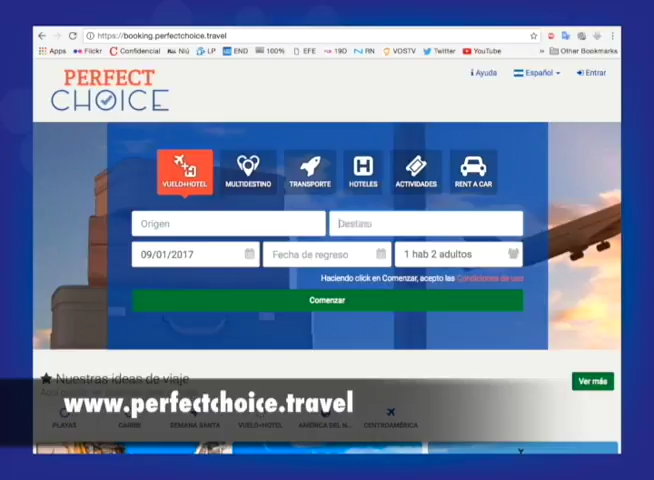 https://booking.perfectchoice.travel
Apps Flickr Confidencial Niú LP END 100% EFE 19D RN VOSTV Twitter YouTube » Other Bookmarks
PERFECT
CHOICE
Ayuda Español Entrar
VUELO+HOTEL MULTIDESTINO TRANSPORTE HOTELES ACTIVIDADES RENT A CAR
Origen Destino
09/01/2017 Fecha de regreso 1 hab 2 adultos
Haciendo click en Comenzar, acepto las Condiciones de uso
Comenzar
Nuestras ideas de viaje
Ver más
www.perfectchoice.travel
PLAYAS CARIBE SEMANA SANTA VUELO+HOTEL AMÉRICA DEL N... CENTROAMÉRICA